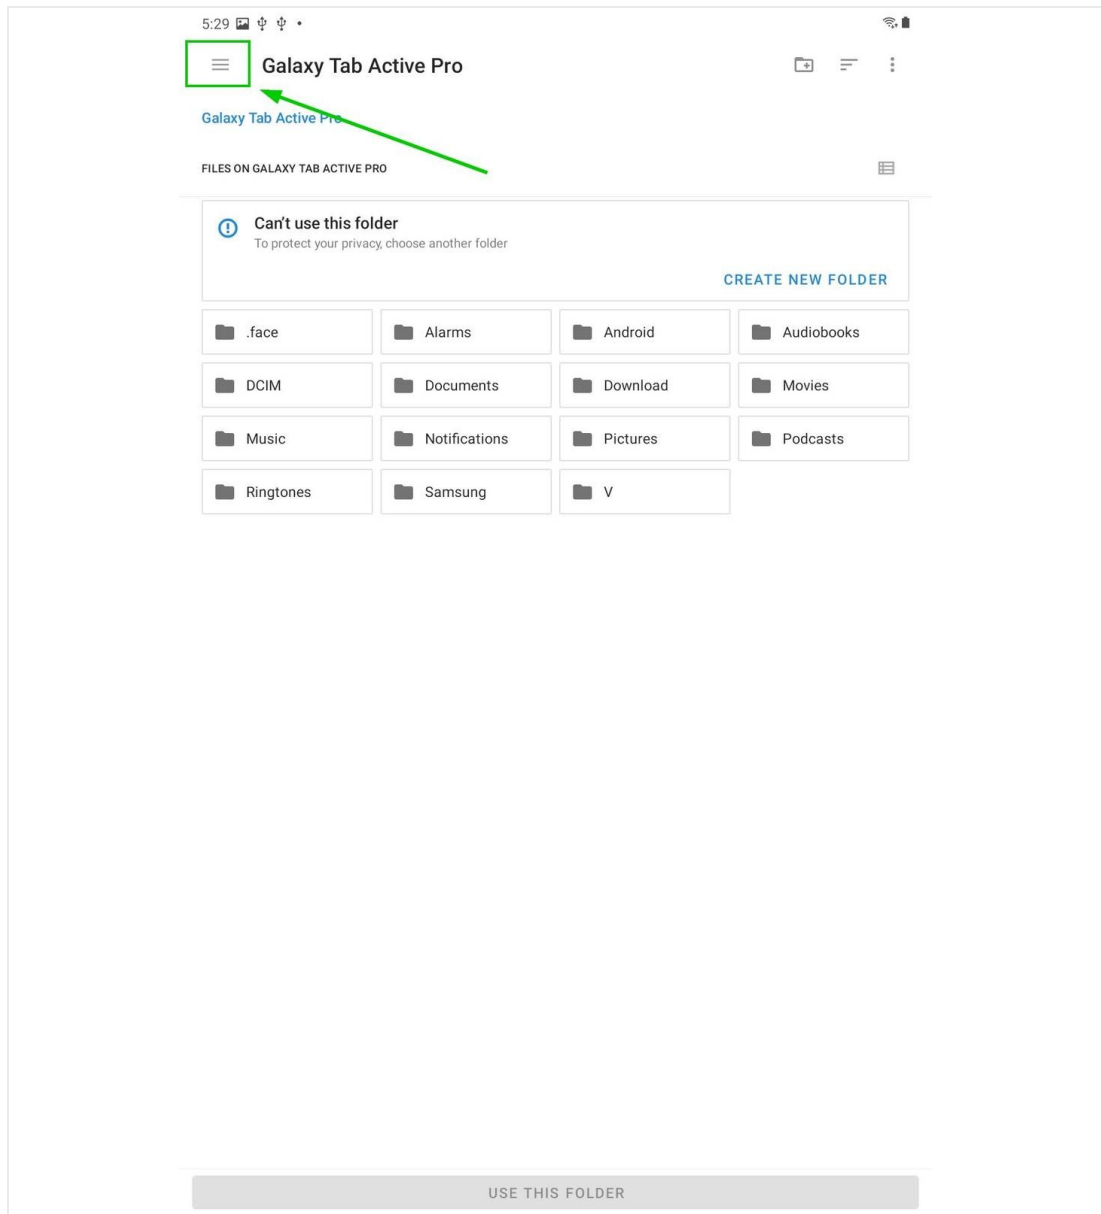 5:29
Galaxy Tab Active Pro
Galaxy Tab Active Pro
FILES ON GALAXY TAB ACTIVE PRO
Can't use this folder
To protect your privacy, choose another folder
CREATE NEW FOLDER
.face Alarms Android Audiobooks
DCIM Documents Download Movies
Music Notifications Pictures Podcasts
Ringtones Samsung V
USE THIS FOLDER